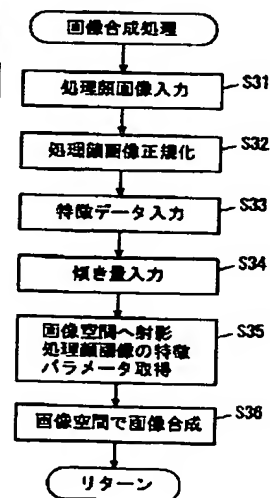 画像合成処理
処理顔画像入力
S31
処理顔画像正規化
S32
特徴データ入力
S33
傾き量入力
S34
画像空間へ射影
処理顔画像の特徴
パラメータ取得
S35
画像空間で画像合成
S36
リターン